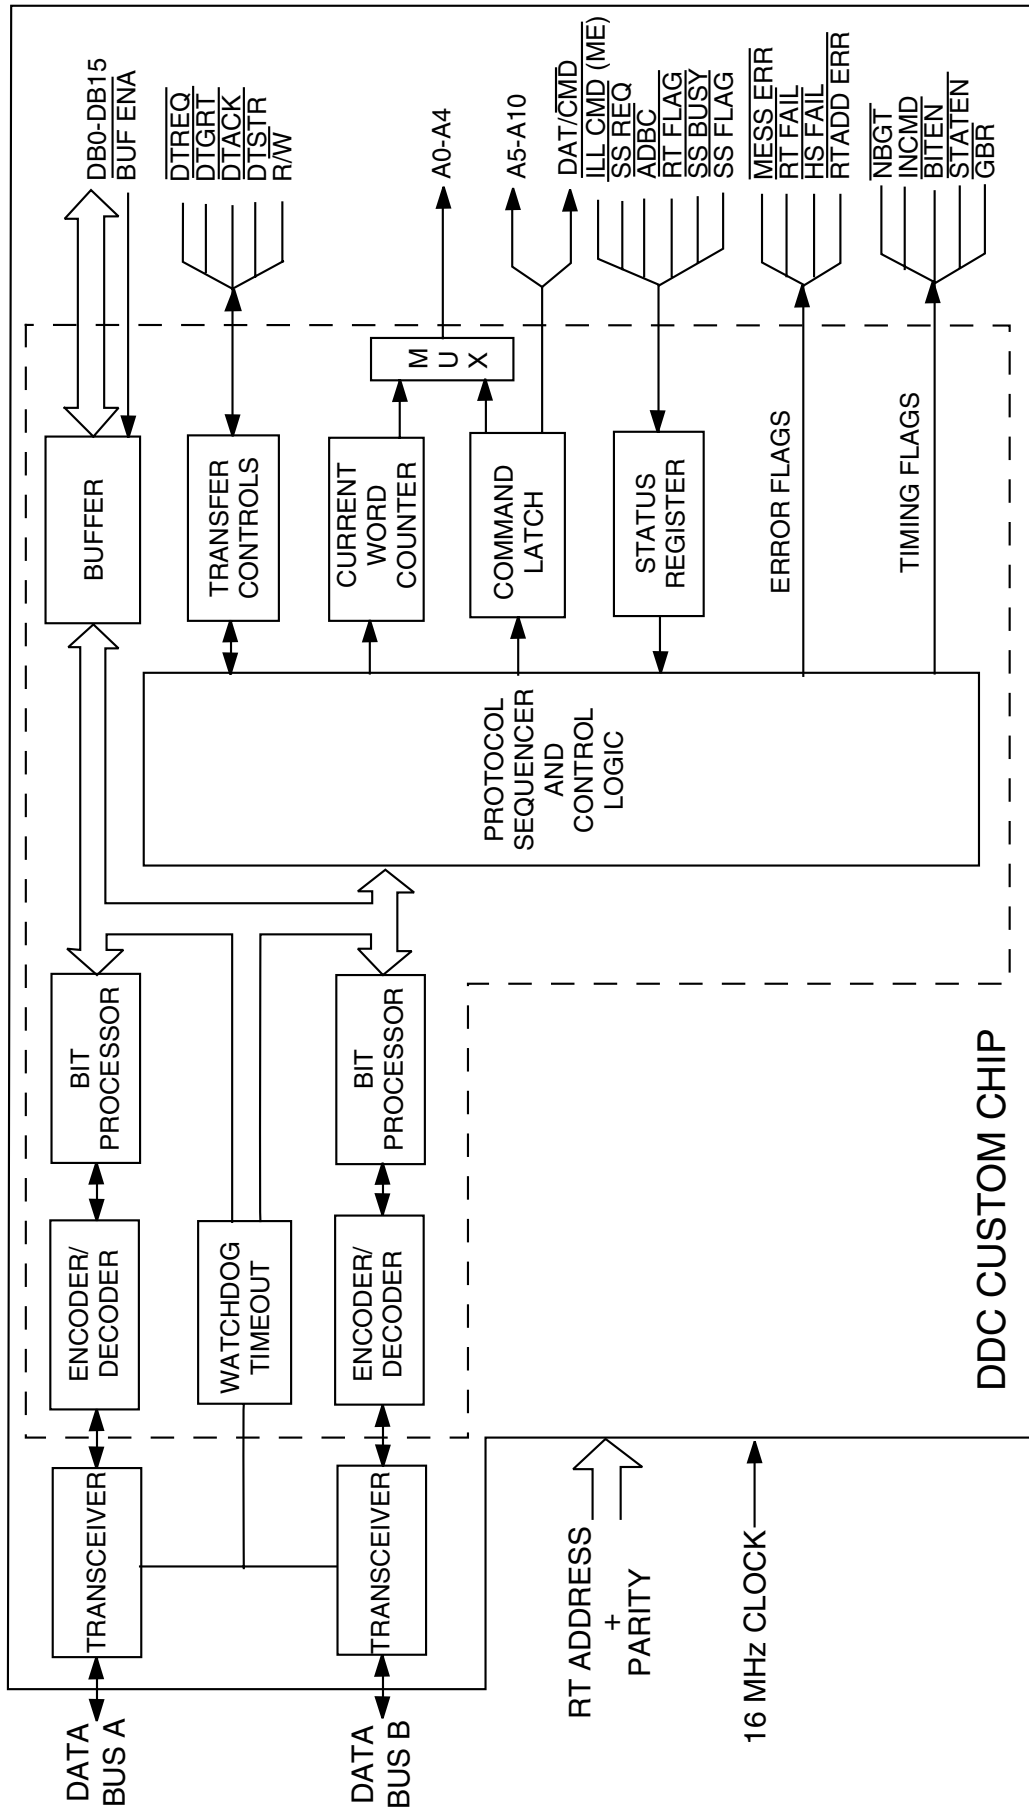 DATA
BUS A
DATA
BUS B
TRANSCEIVER
TRANSCEIVER
ENCODER/
DECODER
WATCHDOG
TIMEOUT
ENCODER/
DECODER
BIT
PROCESSOR
BIT
PROCESSOR
PROTOCOL
SEQUENCER
AND
CONTROL
LOGIC
BUFFER
TRANSFER
CONTROLS
CURRENT
WORD
COUNTER
COMMAND
LATCH
STATUS
REGISTER
ERROR FLAGS
TIMING FLAGS
M
U
X
DB0-DB15
BUF ENA
DTREQ
DTGRT
DTACK
DTSTR
R/W
A0-A4
A5-A10
DAT/CMD
ILL CMD (ME)
SS REQ
ADBC
RT FLAG
SS BUSY
SS FLAG
MESS ERR
RT FAIL
HS FAIL
RTADD ERR
NBGT
INCMD
BITEN
STATEN
GBR
RT ADDRESS
+
PARITY
16 MHz CLOCK
DDC CUSTOM CHIP